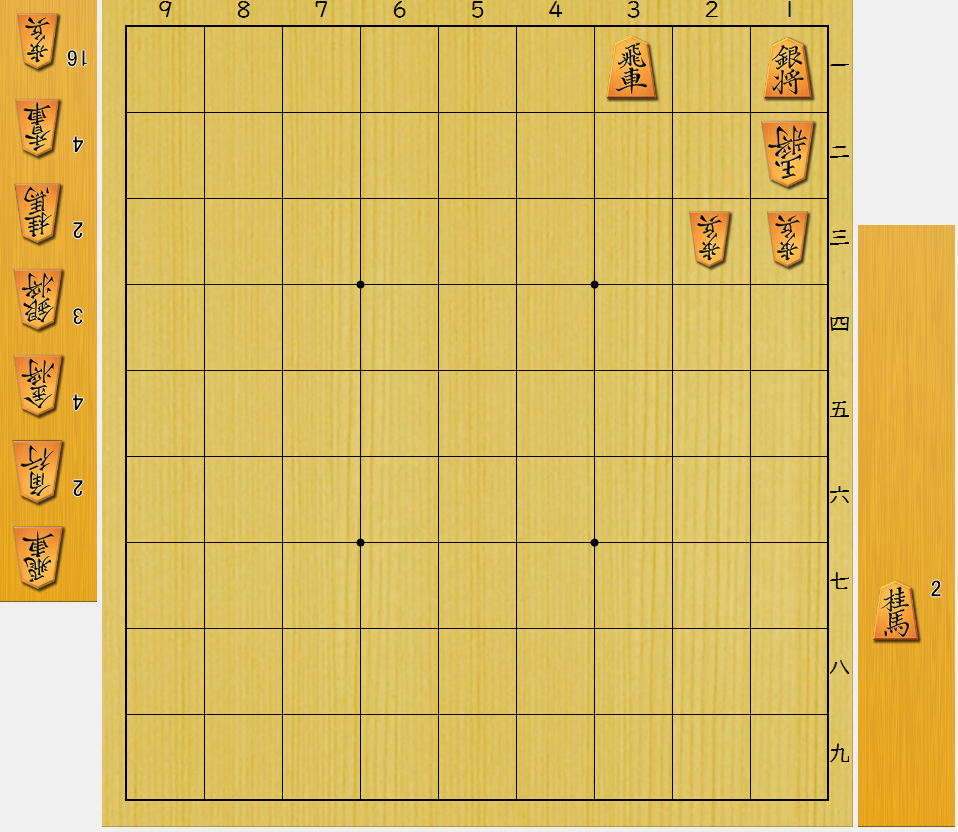 9 8 7 6 5 4 3 2 1
歩兵 16
香車 4
桂馬 2
銀将 3
金将 4
角行 2
飛車
飛車 銀将 一
玉将 二
歩兵 歩兵 三
四
五
六
七
八
九
桂馬 2